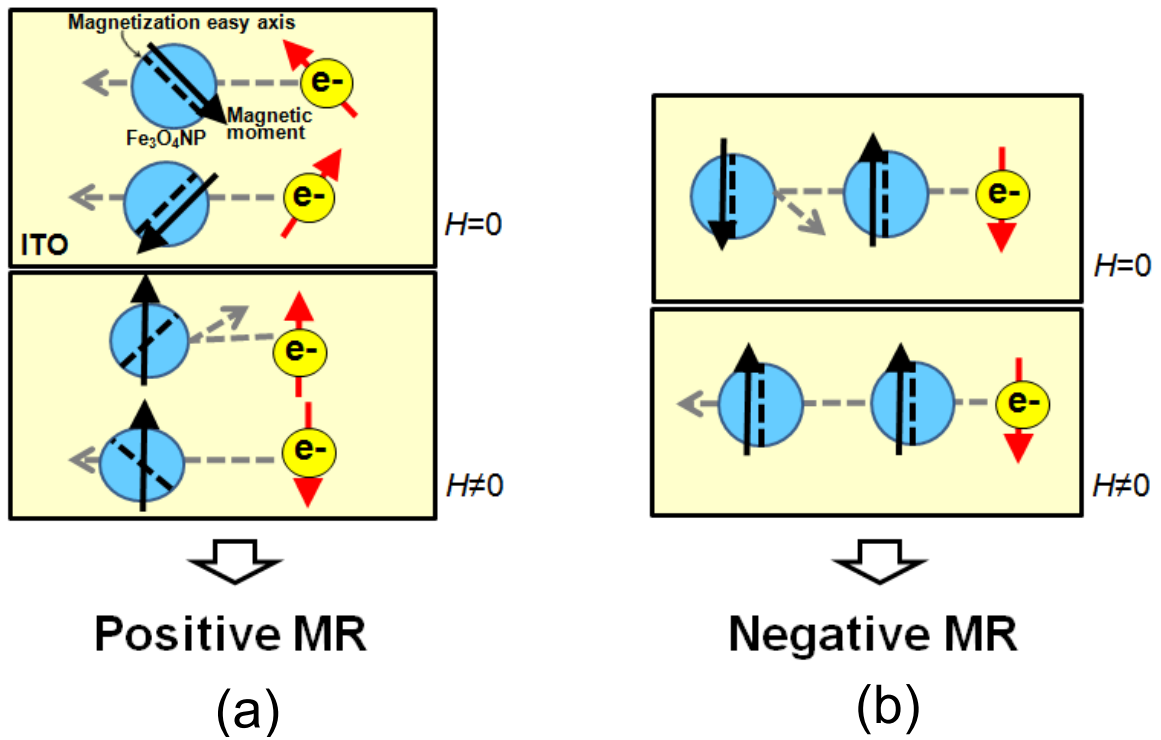 Magnetization easy axis
e-
Magnetic
moment
Fe₃O₄NP
e-
ITO
H=0
e-
e-
H≠0
Positive MR
(a)
e-
H=0
e-
H≠0
Negative MR
(b)